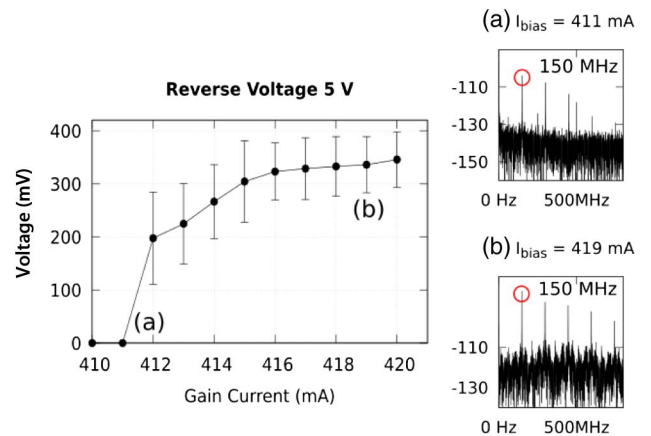 Reverse Voltage 5 V
Voltage (mV)
400
300
200
100
0
(a)
(b)
410 412 414 416 418 420
Gain Current (mA)
(a) Ibias = 411 mA
150 MHz
-110
-130
-150
0 Hz 500MHz
(b) Ibias = 419 mA
150 MHz
-110
-130
0 Hz 500MHz